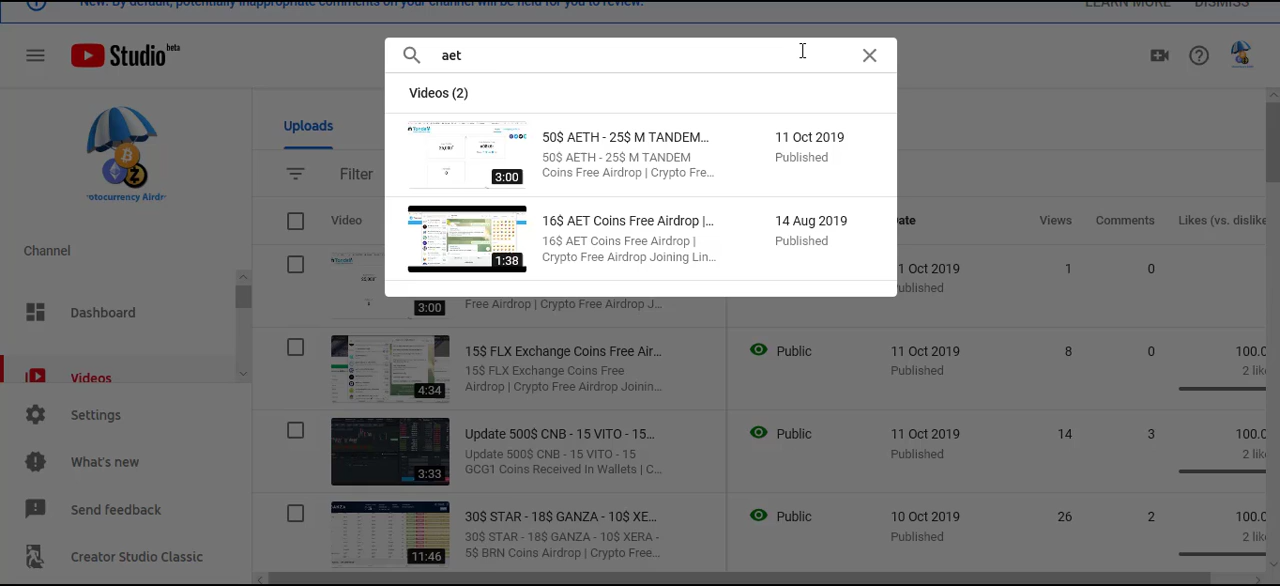 New: By default, potentially inappropriate comments on your channel will be held for you to review.
LEARN MORE
DISMISS
Studio beta
aet
Videos (2)
50$ AETH - 25$ M TANDEM...
11 Oct 2019
50$ AETH - 25$ M TANDEM
Published
Coins Free Airdrop | Crypto Fre...
3:00
16$ AET Coins Free Airdrop |...
14 Aug 2019
16$ AET Coins Free Airdrop |
Published
Crypto Free Airdrop Joining Lin...
1:38
Uploads
Filter
Video
ate
Views
Comments
Likes (vs. dislike
Channel
Dashboard
Videos
Settings
What's new
Send feedback
Creator Studio Classic
1 Oct 2019
1
0
ublished
Free Airdrop | Crypto Free Airdrop J...
3:00
15$ FLX Exchange Coins Free Air...
Public
11 Oct 2019
8
0
100.0
15$ FLX Exchange Coins Free
Published
2 like
Airdrop | Crypto Free Airdrop Joinin...
4:34
Update 500$ CNB - 15 VITO - 15...
Public
11 Oct 2019
14
3
100.0
Update 500$ CNB - 15 VITO - 15
Published
2 like
GCG1 Coins Received In Wallets | C...
3:33
30$ STAR - 18$ GANZA - 10$ XE...
Public
10 Oct 2019
26
2
100.0
30$ STAR - 18$ GANZA - 10$ XERA -
Published
2 like
5$ BRN Coins Airdrop | Crypto Free...
11:46